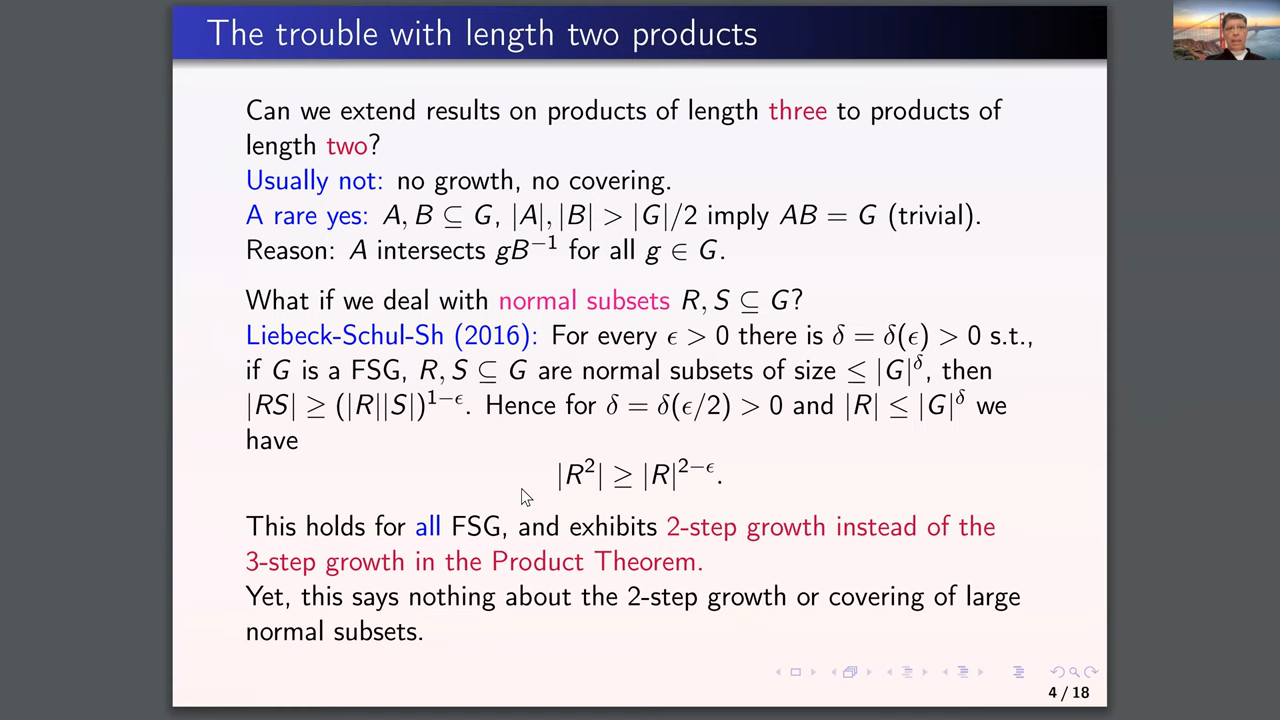 The trouble with length two products
Can we extend results on products of length three to products of
length two?
Usually not: no growth, no covering.
A rare yes: A, B ⊆ G, |A|, |B| > |G|/2 imply AB = G (trivial).
Reason: A intersects gB⁻¹ for all g ∈ G.
What if we deal with normal subsets R, S ⊆ G?
Liebeck-Schul-Sh (2016): For every ϵ > 0 there is δ = δ(ϵ) > 0 s.t.,
if G is a FSG, R, S ⊆ G are normal subsets of size ≤ |G|^δ, then
|RS| ≥ (|R||S|)^{1−ϵ}. Hence for δ = δ(ϵ/2) > 0 and |R| ≤ |G|^δ we
have
|R²| ≥ |R|^{2−ϵ}.
This holds for all FSG, and exhibits 2-step growth instead of the
3-step growth in the Product Theorem.
Yet, this says nothing about the 2-step growth or covering of large
normal subsets.
4 / 18